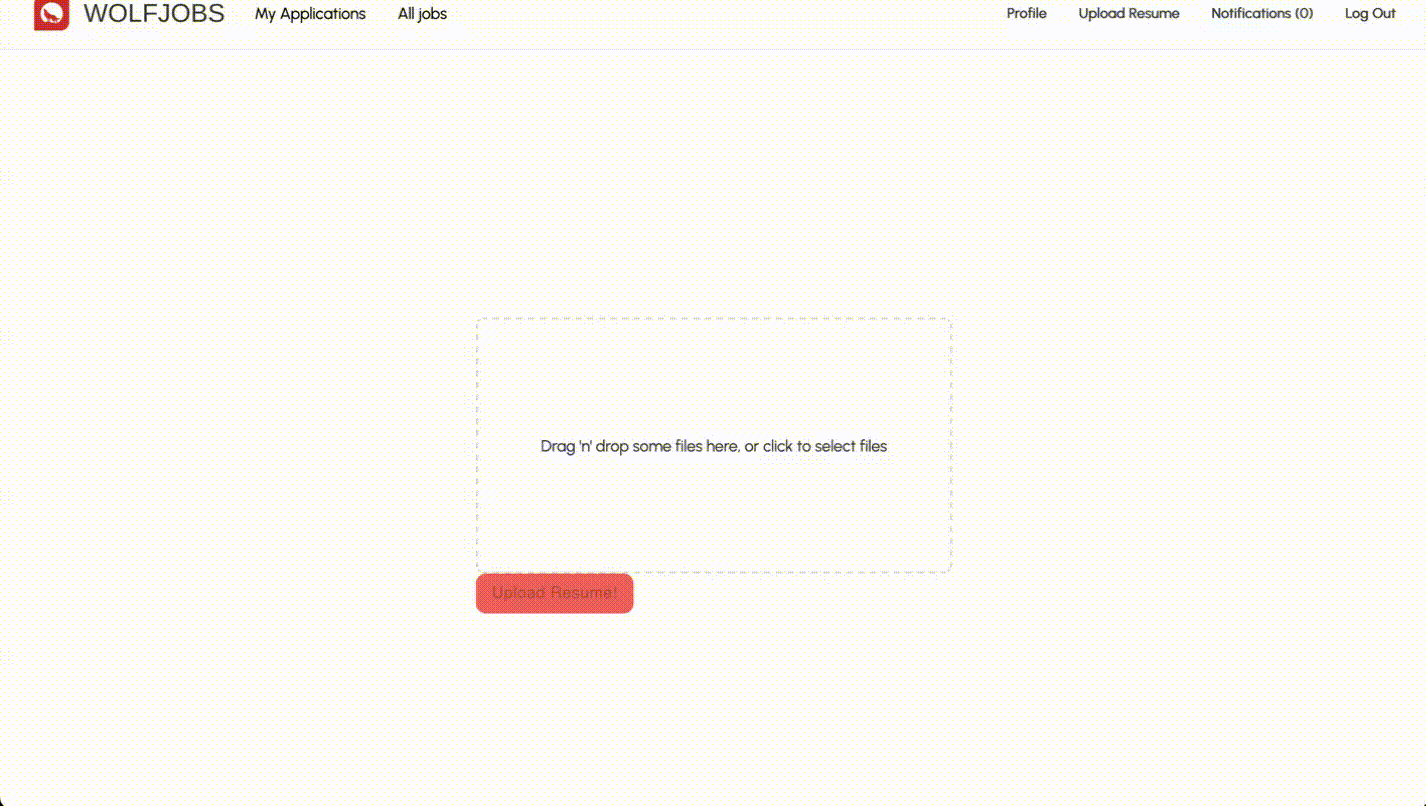 WOLFJOBS My Applications All jobs Profile Upload Resume Notifications (0) Log Out
Drag 'n' drop some files here, or click to select files
Upload Resume!